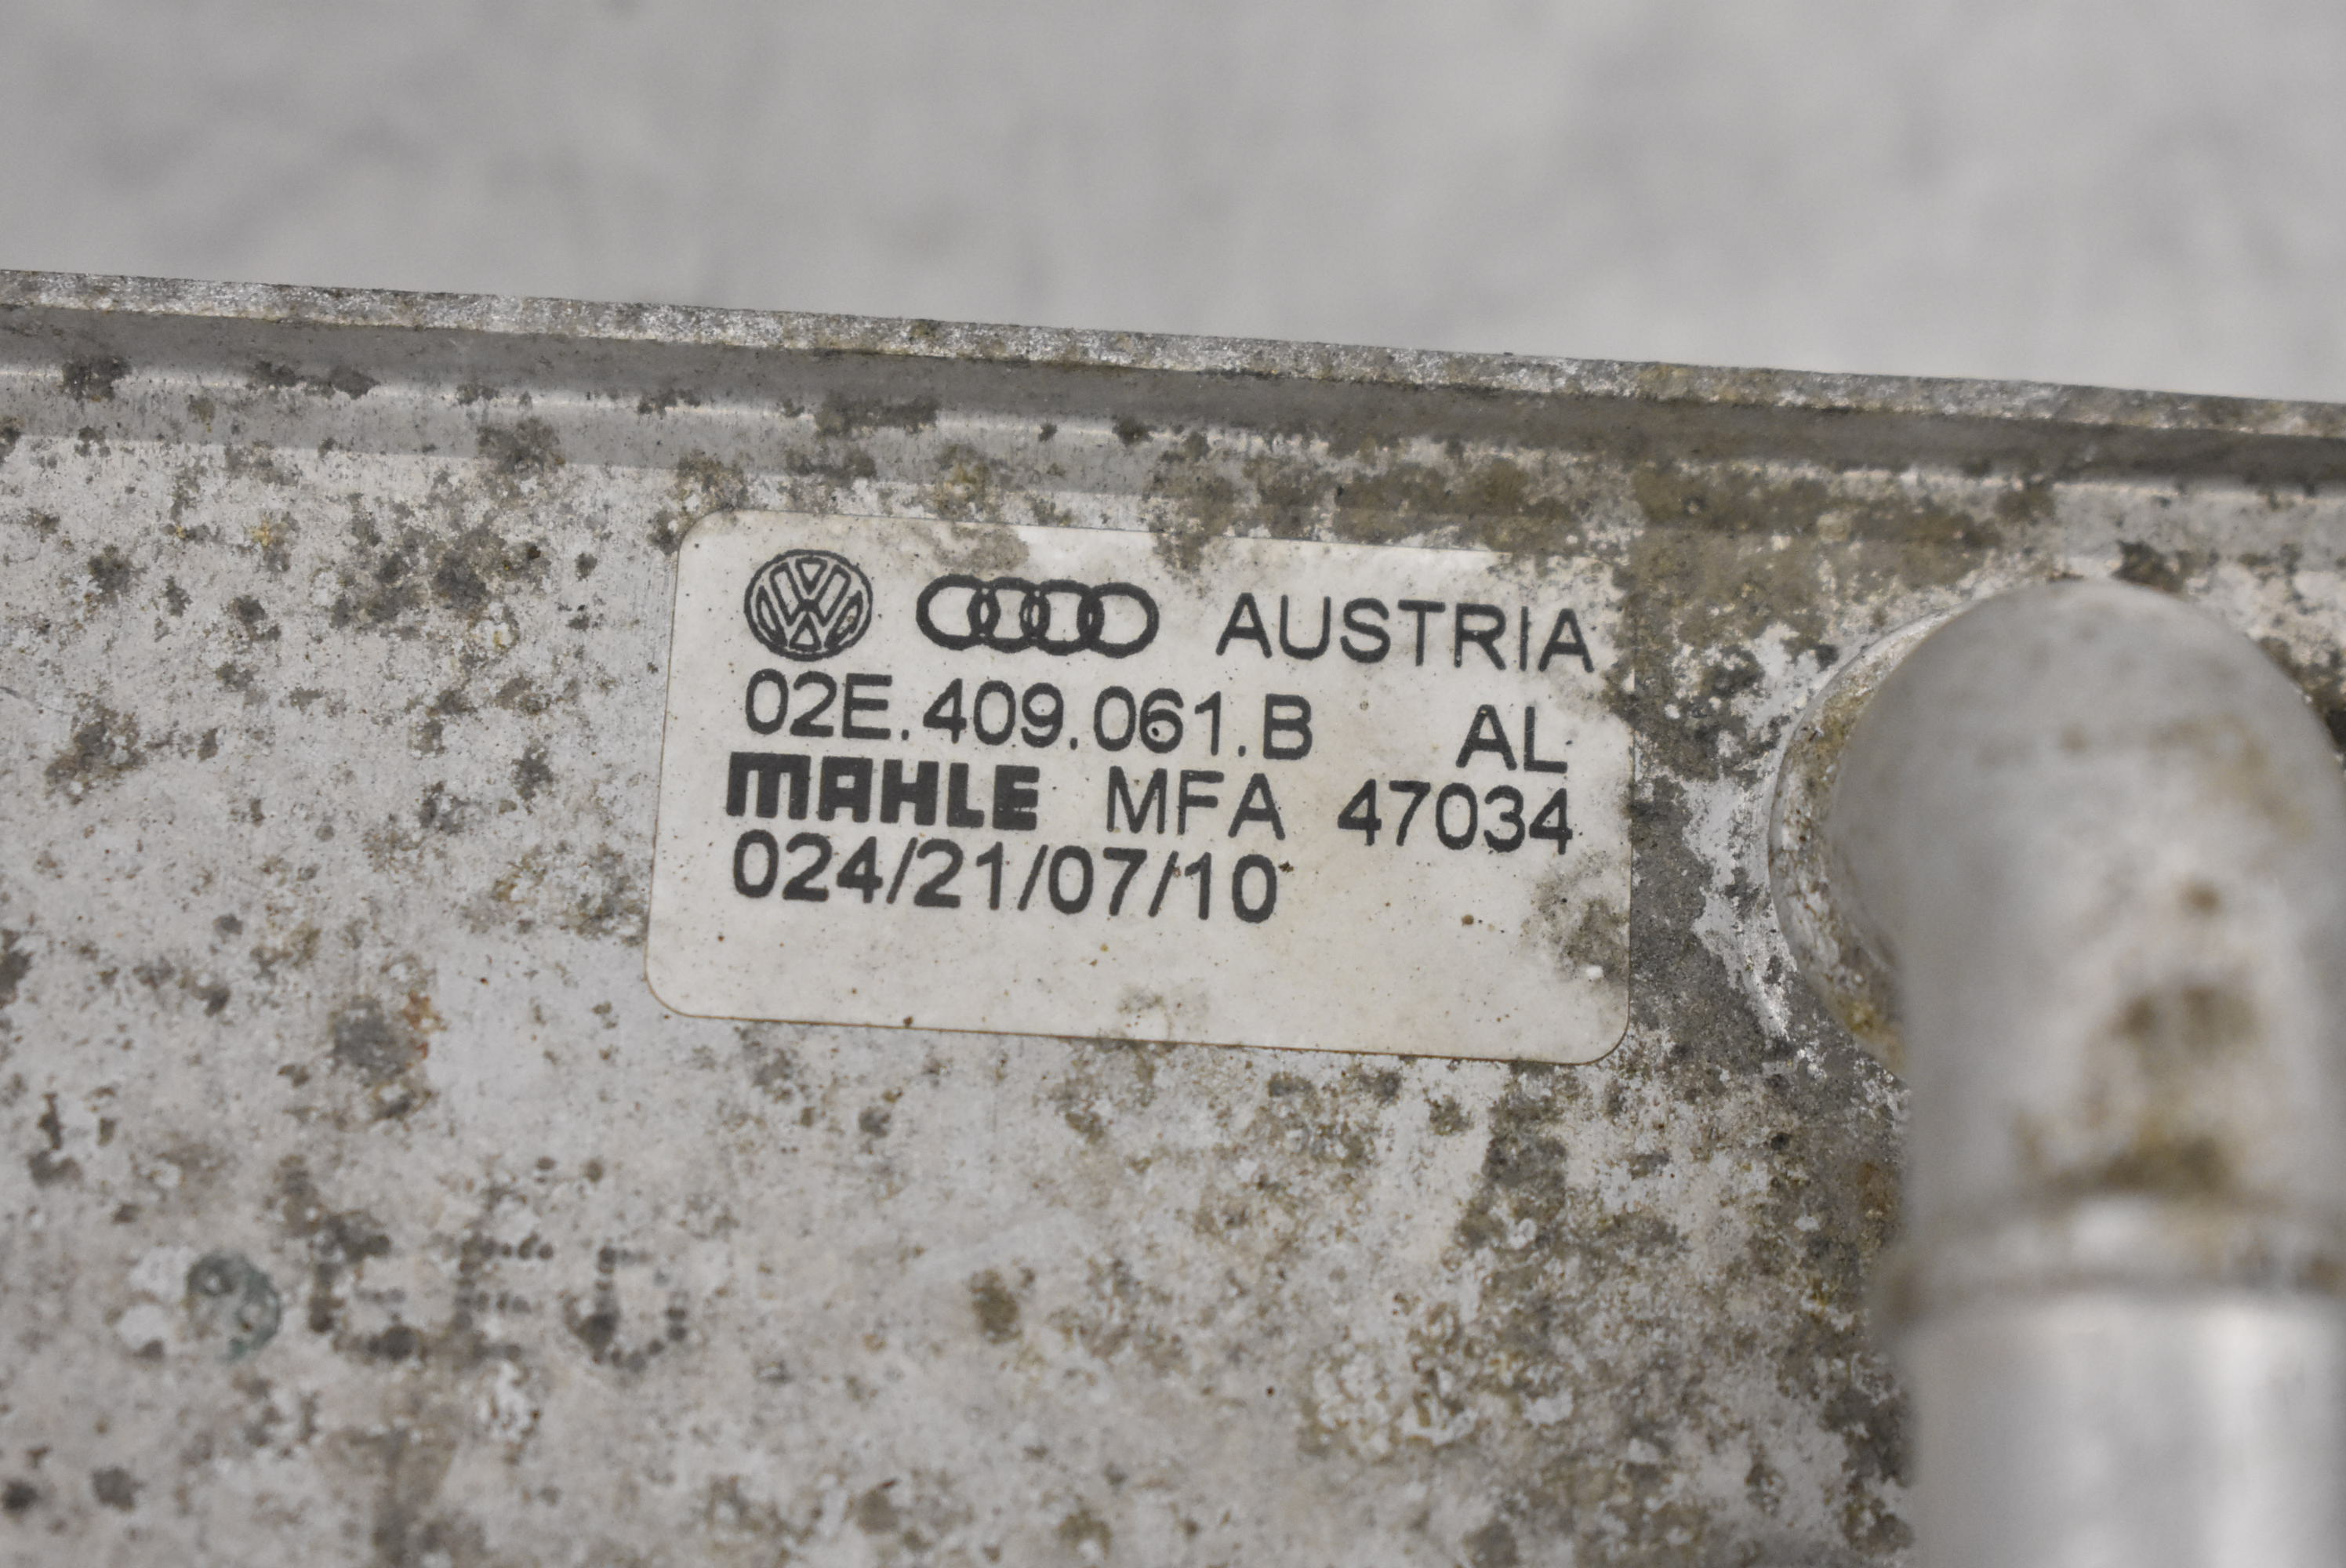 AUSTRIA
02E.409.061.B AL
MAHLE MFA 47034
024/21/07/10